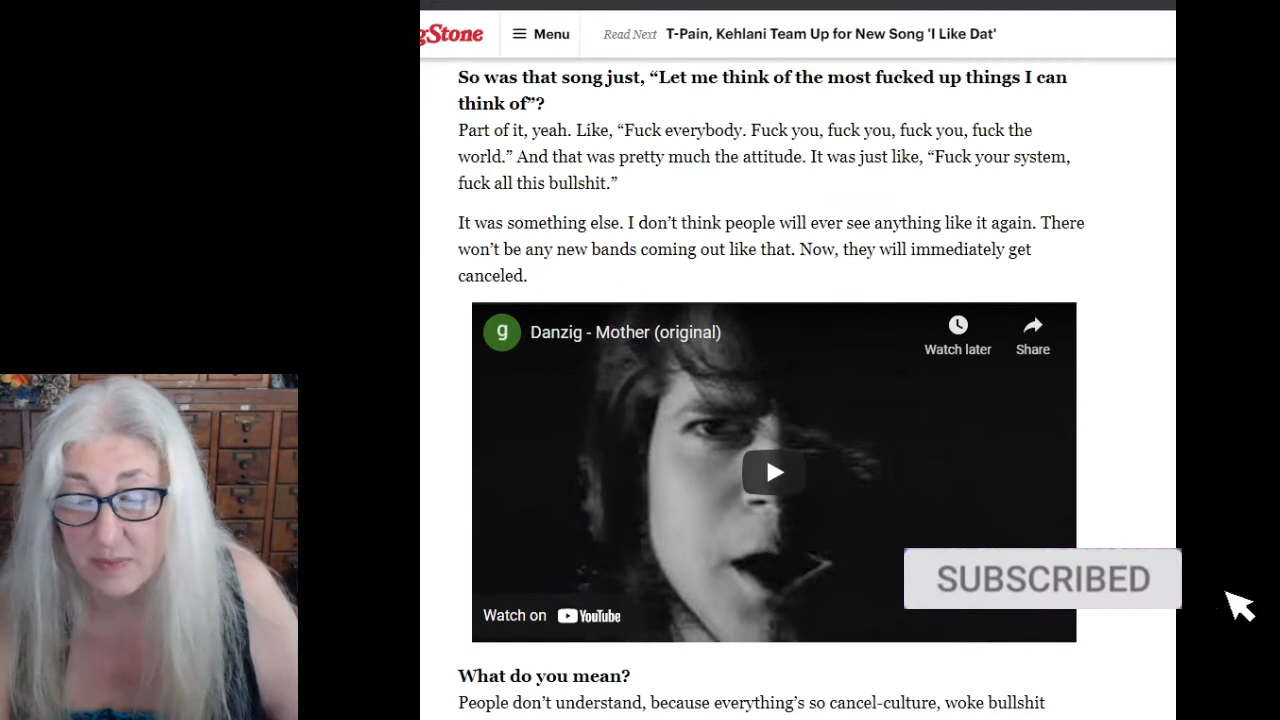 gStone
Menu
Read Next T-Pain, Kehlani Team Up for New Song 'I Like Dat'
So was that song just, “Let me think of the most fucked up things I can
think of”?
Part of it, yeah. Like, “Fuck everybody. Fuck you, fuck you, fuck you, fuck the
world.” And that was pretty much the attitude. It was just like, “Fuck your system,
fuck all this bullshit.”
It was something else. I don’t think people will ever see anything like it again. There
won’t be any new bands coming out like that. Now, they will immediately get
canceled.
g
Danzig - Mother (original)
Watch later
Share
SUBSCRIBED
Watch on YouTube
What do you mean?
People don’t understand, because everything’s so cancel-culture, woke bullshit